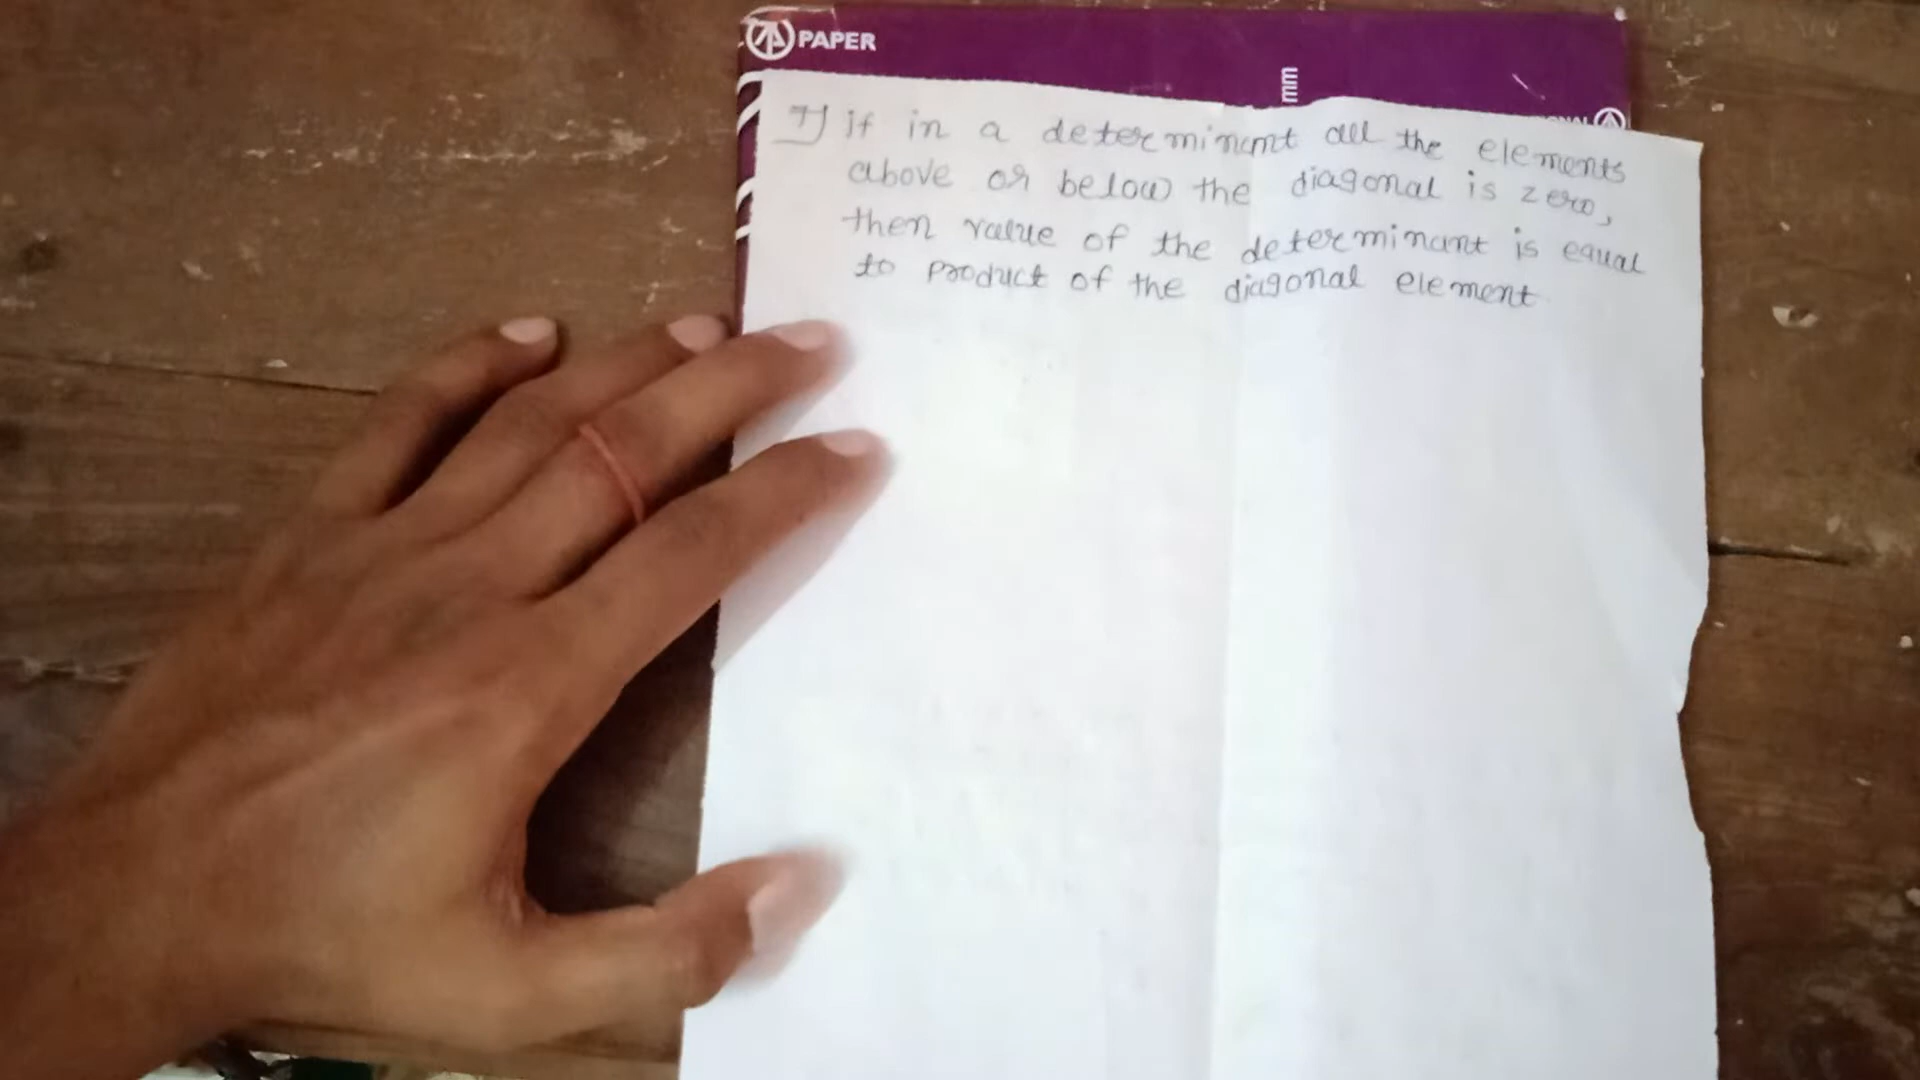 PAPER
mm
7) if in a determinant all the elements
above or below the diagonal is zero,
then value of the determinant is equal
to product of the diagonal element